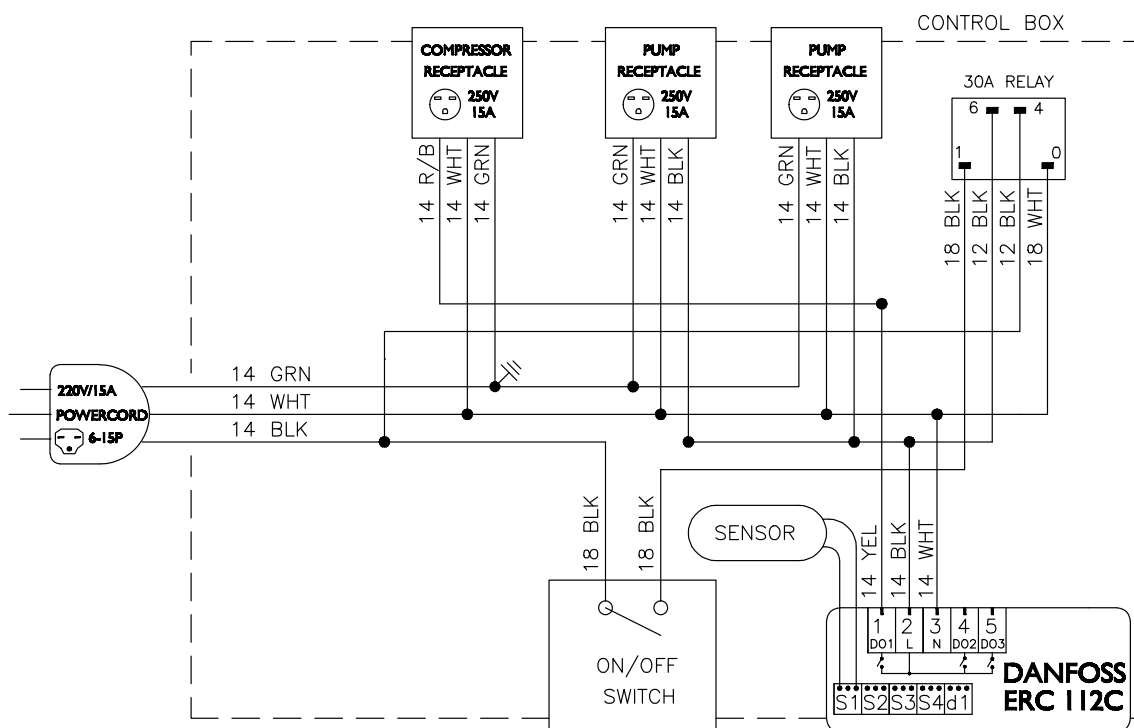 CONTROL BOX
COMPRESSOR
RECEPTACLE
250V
15A
PUMP
RECEPTACLE
250V
15A
PUMP
RECEPTACLE
250V
15A
30A RELAY
6
4
1
0
14 R/B
14 WHT
14 GRN
14 GRN
14 WHT
14 BLK
14 GRN
14 WHT
14 BLK
18 BLK
12 BLK
12 BLK
18 WHT
220V/15A
POWERCORD
6-15P
14 GRN
14 WHT
14 BLK
18 BLK
18 BLK
SENSOR
14 YEL
14 BLK
14 WHT
ON/OFF
SWITCH
1 2 3 4 5
DO1 L N DO2 DO3
DANFOSS
ERC 112C
S1 S2 S3 S4 d1